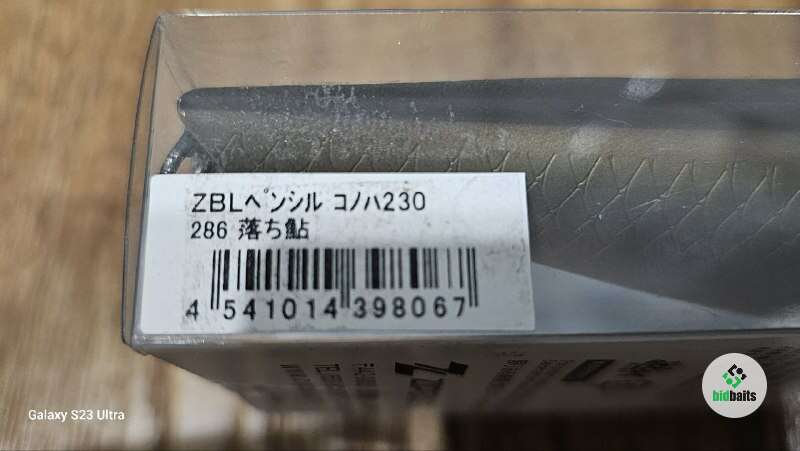 ZBLペンシル コノハ230
286 落ち鮎
4 541014 398067
bidbaits
Galaxy S23 Ultra